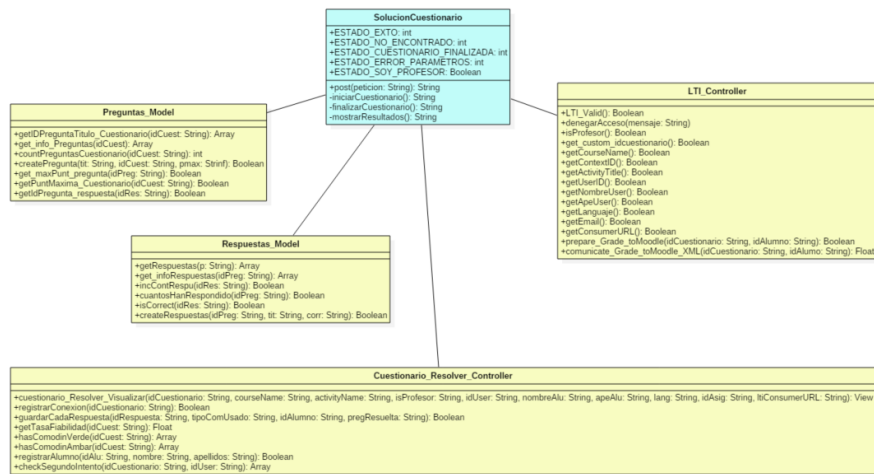 SolucionCuestionario
+ESTADO_EXTO: int
+ESTADO_NO_ENCONTRADO: int
+ESTADO_CUESTIONARIO_FINALIZADA: int
+ESTADO_ERROR_PARAMETROS: int
+ESTADO_SOY_PROFESOR: Boolean
+post(peticion: String): String
-iniciarCuestionario(): String
-finalizarCuestionario(): String
-mostrarResultados(): String
Preguntas_Model
+getIDPreguntaTitulo_Cuestionario(idCuest: String): Array
+get_info_Preguntas(idCuest): Array
+countPreguntasCuestionario(idCuest: String): int
+createPregunta(tit: String, idCuest: String, pmax: Strinf): Boolean
+get_maxPunt_pregunta(idPreg: String): Boolean
+getPuntMaxima_Cuestionario(idCuest: String): Boolean
+getIdPregunta_respuesta(idRes: String): Boolean
LTI_Controller
+LTI_Valid(): Boolean
+denegarAcceso(mensaje: String)
+isProfesor(): Boolean
+get_custom_idcuestionario(): Boolean
+getCourseName(): Boolean
+getContextID(): Boolean
+getActivityTitle(): Boolean
+getUserID(): Boolean
+getNombreUser(): Boolean
+getApeUser(): Boolean
+getLanguaje(): Boolean
+getEmail(): Boolean
+getConsumerURL(): Boolean
+prepare_Grade_toMoodle(idCuestionario: String, idAlumno: String): Boolean
+comunicate_Grade_toMoodle_XML(idCuestionario: String, idAlumo: String): Float
Respuestas_Model
+getRespuestas(p: String): Array
+get_infoRespuestas(idPreg: String): Array
+incContRespu(idRes: String): Boolean
+cuantosHanRespondido(idPreg: String): Boolean
+isCorrect(idRes: String): Boolean
+createRespuestas(idPreg: String, tit: String, corr: String): Boolean
Cuestionario_Resolver_Controller
+cuestionario_Resolver_Visualizar(idCuestionario: String, courseName: String, activityName: String, isProfesor: String, idUser: String, nombreAlu: String, apeAlu: String, lang: String, idAsig: String, ltiConsumerURL: String): View
+registrarConexion(idCuestionario: String): Boolean
+guardarCadaRespuesta(idRespuesta: String, tipoComUsado: String, idAlumno: String, pregResuelta: String): Boolean
+getTasaFiabilidad(idCuest: String): Float
+hasComodinVerde(idCuest: String): Array
+hasComodinAmbar(idCuest: String): Array
+registrarAlumno(idAlu: String, nombre: String, apellidos: String): Boolean
+checkSegundoIntento(idCuestionario: String, idUser: String): Array